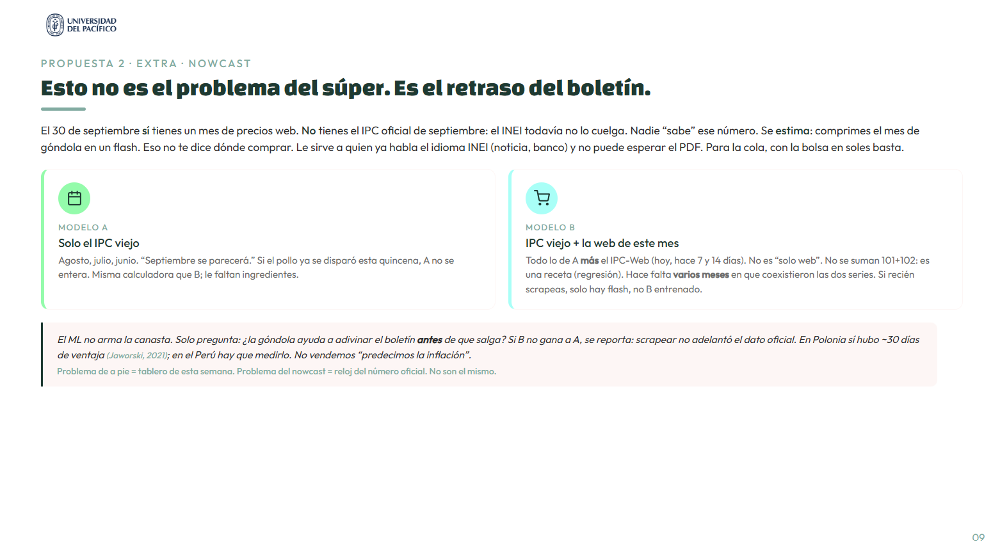 UNIVERSIDAD
DEL PACÍFICO
PROPUESTA 2 · EXTRA · NOWCAST
Esto no es el problema del súper. Es el retraso del boletín.
El 30 de septiembre sí tienes un mes de precios web. No tienes el IPC oficial de septiembre: el INEI todavía no lo cuelga. Nadie “sabe” ese número. Se estima: comprimes el mes de
góndola en un flash. Eso no te dice dónde comprar. Le sirve a quien ya habla el idioma INEI (noticia, banco) y no puede esperar el PDF. Para la cola, con la bolsa en soles basta.
MODELO A
Solo el IPC viejo
Agosto, julio, junio. “Septiembre se parecerá.” Si el pollo ya se disparó esta quincena, A no se
entera. Misma calculadora que B; le faltan ingredientes.
MODELO B
IPC viejo + la web de este mes
Todo lo de A más el IPC-Web (hoy, hace 7 y 14 días). No es “solo web”. No se suman 101+102: es
una receta (regresión). Hace falta varios meses en que coexistieron las dos series. Si recién
scrapeas, solo hay flash, no B entrenado.
El ML no arma la canasta. Solo pregunta: ¿la góndola ayuda a adivinar el boletín antes de que salga? Si B no gana a A, se reporta: scrapear no adelantó el dato oficial. En Polonia sí hubo ~30 días
de ventaja (Jaworski, 2021); en el Perú hay que medirlo. No vendemos “predecimos la inflación”.
Problema de a pie = tablero de esta semana. Problema del nowcast = reloj del número oficial. No son el mismo.
09